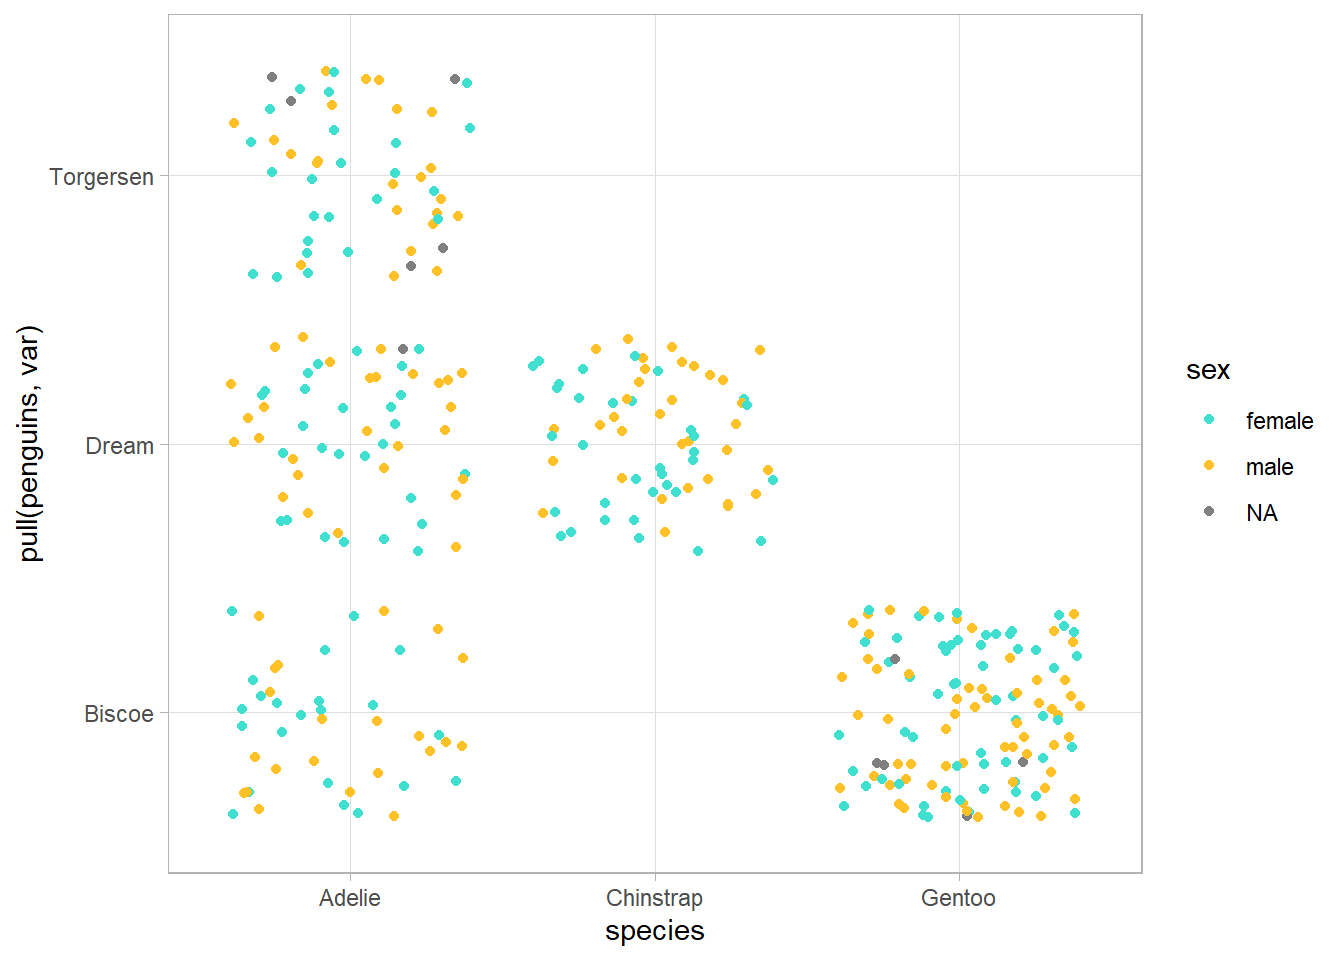 Torgersen
Dream
Biscoe
pull(penguins, var)
Adelie
Chinstrap
Gentoo
species
sex
female
male
NA